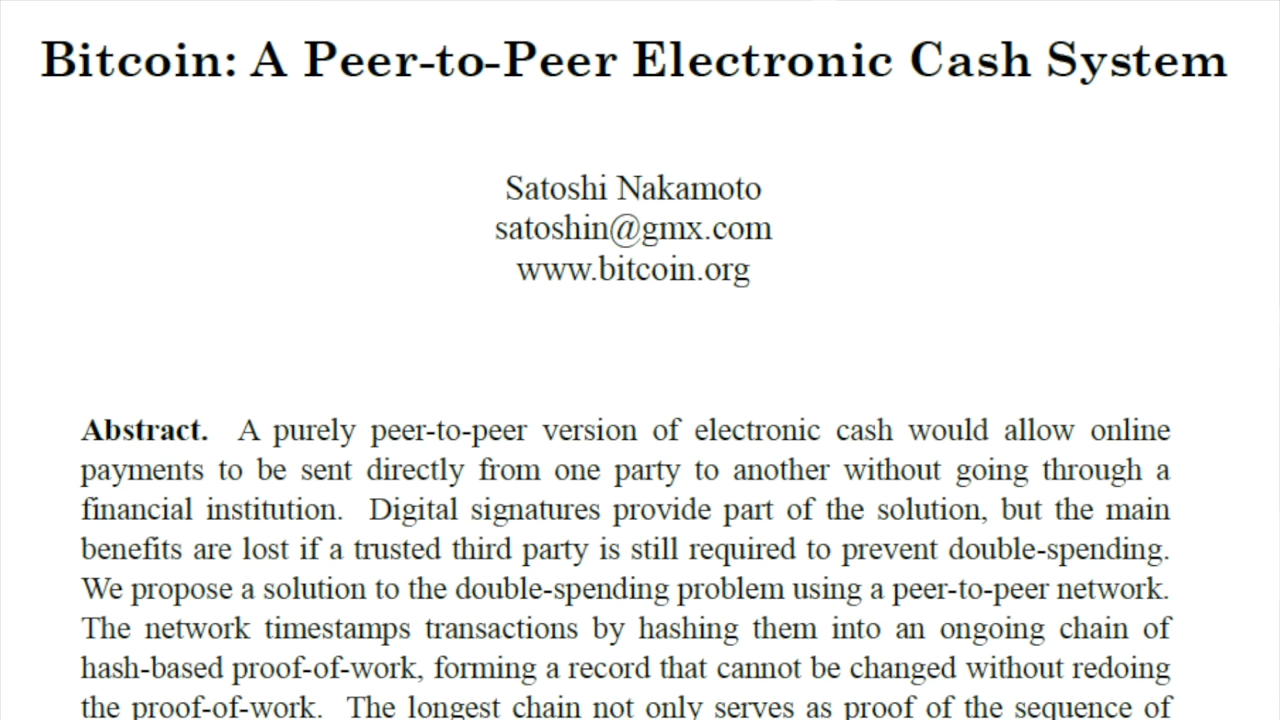 Bitcoin: A Peer-to-Peer Electronic Cash System
Satoshi Nakamoto
satoshin@gmx.com
www.bitcoin.org
Abstract. A purely peer-to-peer version of electronic cash would allow online
payments to be sent directly from one party to another without going through a
financial institution. Digital signatures provide part of the solution, but the main
benefits are lost if a trusted third party is still required to prevent double-spending.
We propose a solution to the double-spending problem using a peer-to-peer network.
The network timestamps transactions by hashing them into an ongoing chain of
hash-based proof-of-work, forming a record that cannot be changed without redoing
the proof-of-work. The longest chain not only serves as proof of the sequence of